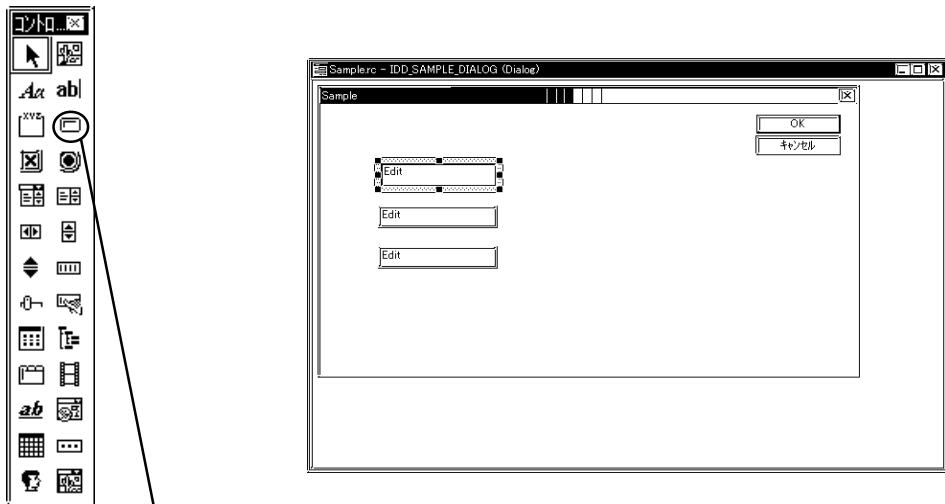 コントロ...
Aa ab|
XYZ
ab
Sample.rc - IDD_SAMPLE_DIALOG (Dialog)
Sample
OK
キャンセル
Edit
Edit
Edit